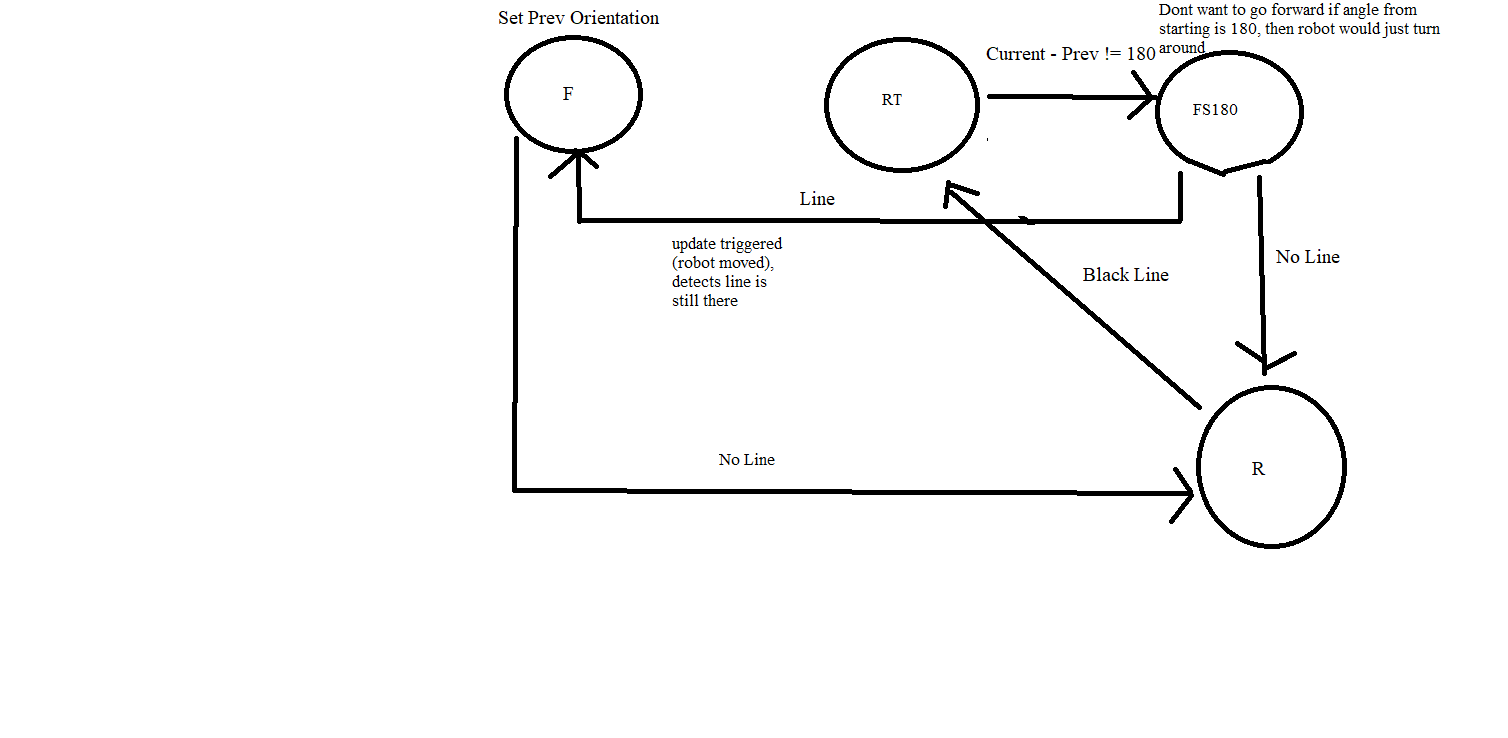 Set Prev Orientation
Dont want to go forward if angle from
starting is 180, then robot would just turn
around
Current - Prev != 180
F
RT
FS180
Line
update triggered
(robot moved),
detects line is
still there
Black Line
No Line
No Line
R